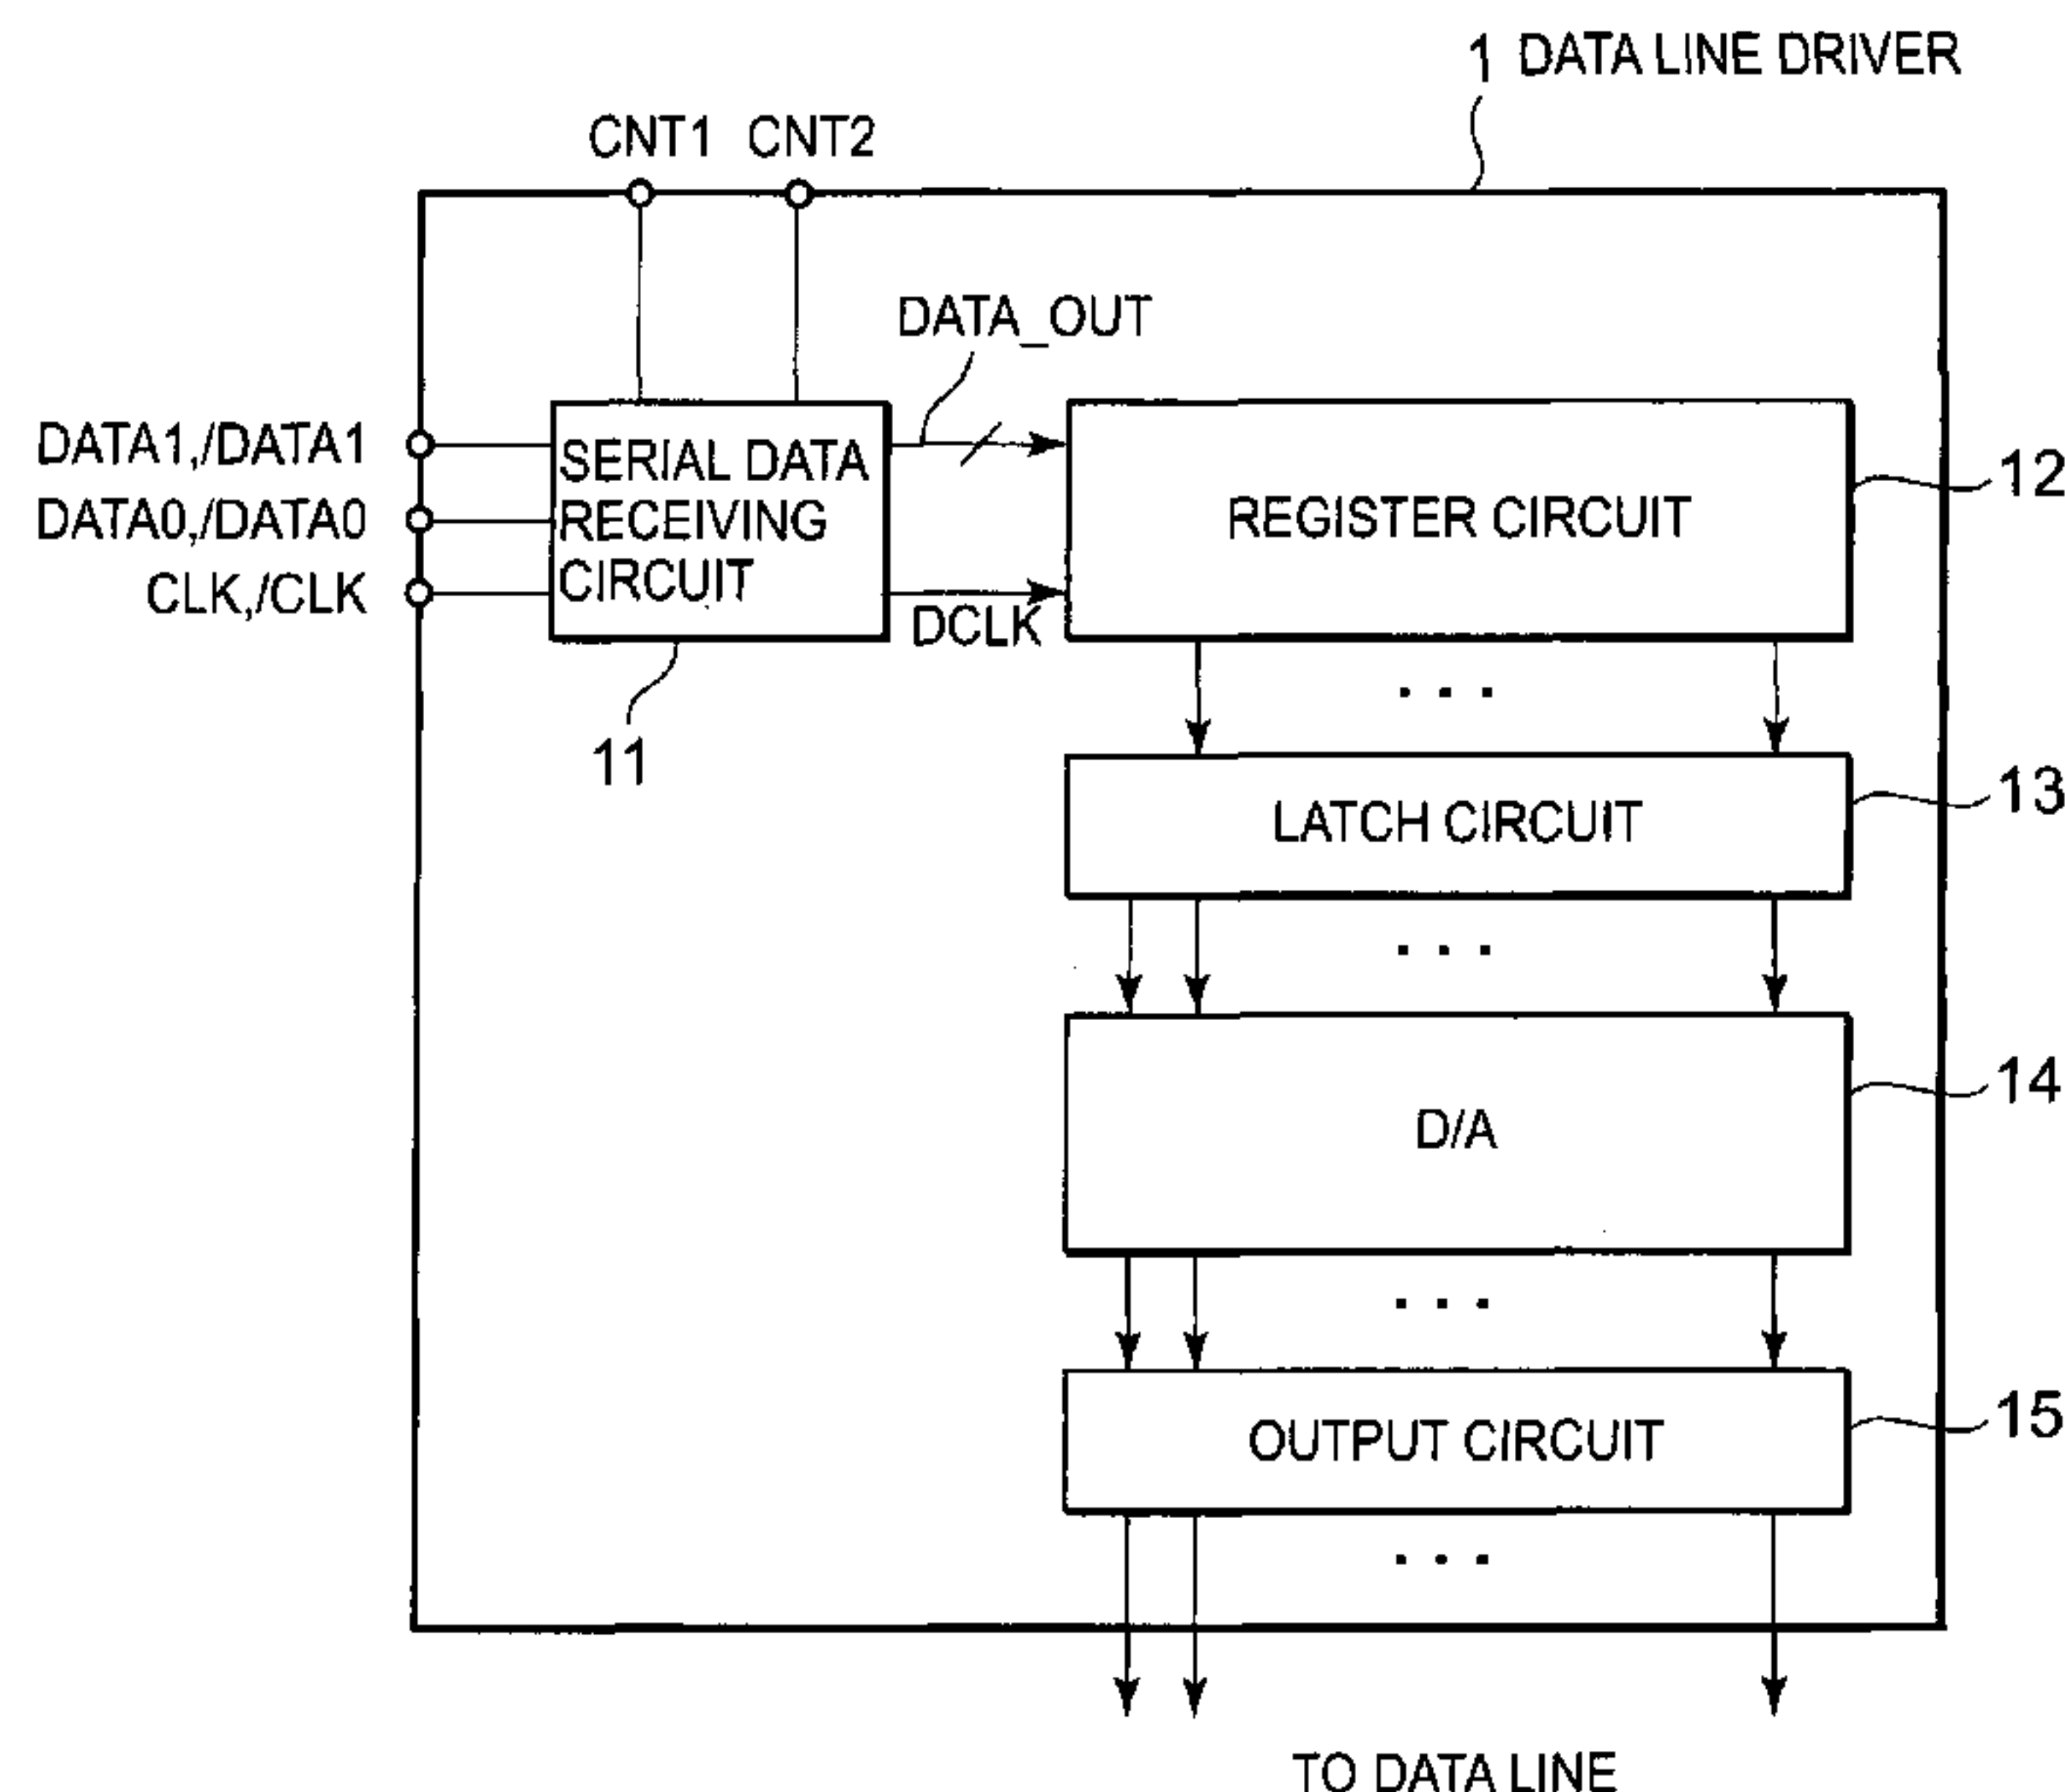 1 DATA LINE DRIVER
CNT1 CNT2
DATA_OUT
DATA1,/DATA1
DATA0,/DATA0
CLK,/CLK
SERIAL DATA
RECEIVING
CIRCUIT
DCLK
REGISTER CIRCUIT
12
11
. . .
LATCH CIRCUIT
13
. . .
D/A
14
. . .
OUTPUT CIRCUIT
15
. . .
TO DATA LINE